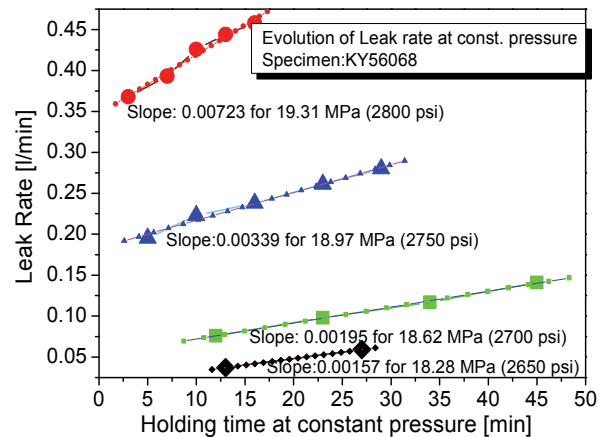 Evolution of Leak rate at const. pressure
Specimen:KY56068
0.45
0.40
0.35
0.30
0.25
0.20
0.15
0.10
0.05
Leak Rate [l/min]
Slope: 0.00723 for 19.31 MPa (2800 psi)
Slope:0.00339 for 18.97 MPa (2750 psi)
Slope: 0.00195 for 18.62 MPa (2700 psi)
Slope:0.00157 for 18.28 MPa (2650 psi)
0 5 10 15 20 25 30 35 40 45 50
Holding time at constant pressure [min]